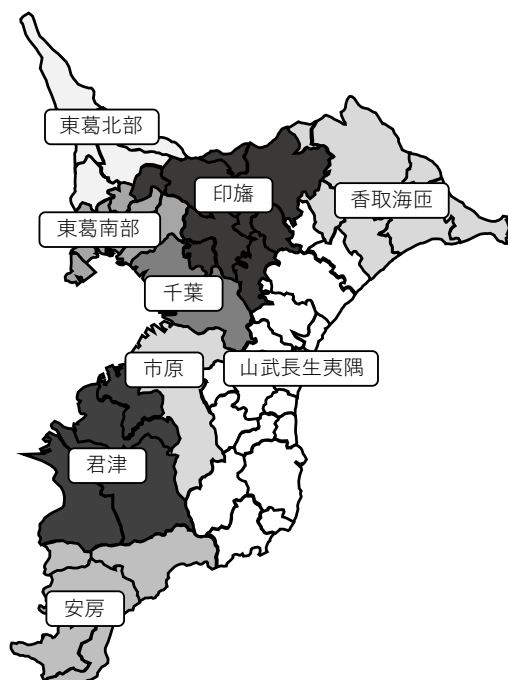 東葛北部
印旛
香取海匝
東葛南部
千葉
市原
山武長生夷隅
君津
安房